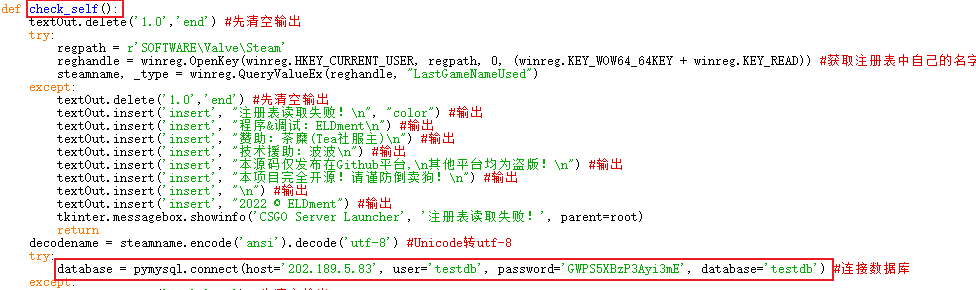 def check_self():
    textOut.delete('1.0','end') #先清空输出
    try:
        regpath = r'SOFTWARE\Valve\Steam'
        reghandle = winreg.OpenKey(winreg.HKEY_CURRENT_USER, regpath, 0, (winreg.KEY_WOW64_64KEY + winreg.KEY_READ)) #获取注册表中自己的名字
        steamname, _type = winreg.QueryValueEx(reghandle, "LastGameNameUsed")
    except:
        textOut.delete('1.0','end') #先清空输出
        textOut.insert('insert', "注册表读取失败! \n", "color") #输出
        textOut.insert('insert', "程序&调试: ELDment\n") #输出
        textOut.insert('insert', "赞助: 茶糜(Tea社服主)\n") #输出
        textOut.insert('insert', "技术援助: 波波\n") #输出
        textOut.insert('insert', "本源码仅发布在Github平台,\n其他平台均为盗版! \n") #输出
        textOut.insert('insert', "本项目完全开源! 请谨防倒卖狗! \n") #输出
        textOut.insert('insert', "\n") #输出
        textOut.insert('insert', "2022 © ELDment") #输出
        tkinter.messagebox.showinfo('CSGO Server Launcher', '注册表读取失败! ', parent=root)
        return
    decodename = steamname.encode('ansi').decode('utf-8') #Unicode转utf-8
    try:
        database = pymysql.connect(host='202.189.5.83', user='testdb', password='GWPS5XBzP3Ayi3mE', database='testdb') #连接数据库
    except: